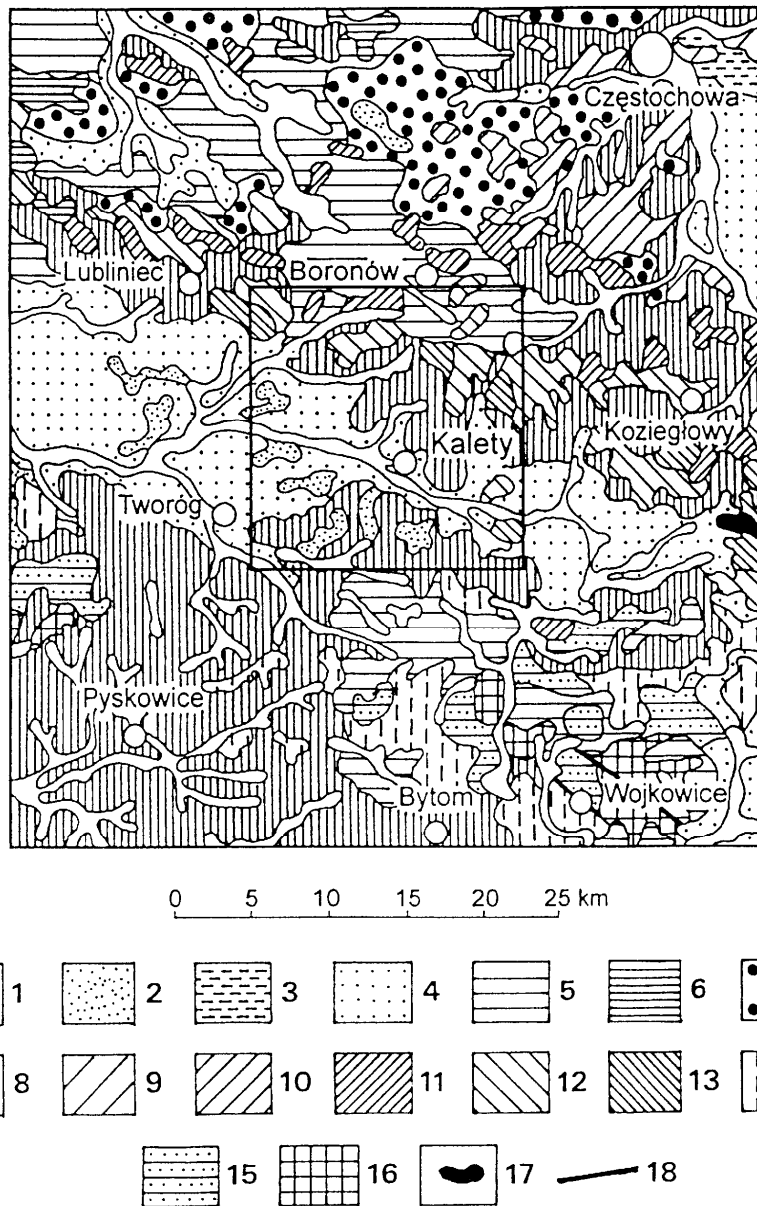 Częstochowa
Lubliniec
Boronów
Kalety
Koziegłowy
Tworóg
Pyskowice
Bytom
Wojkowice
0 5 10 15 20 25 km
1 2 3 4 5 6
8 9 10 11 12 13
15 16 17 18